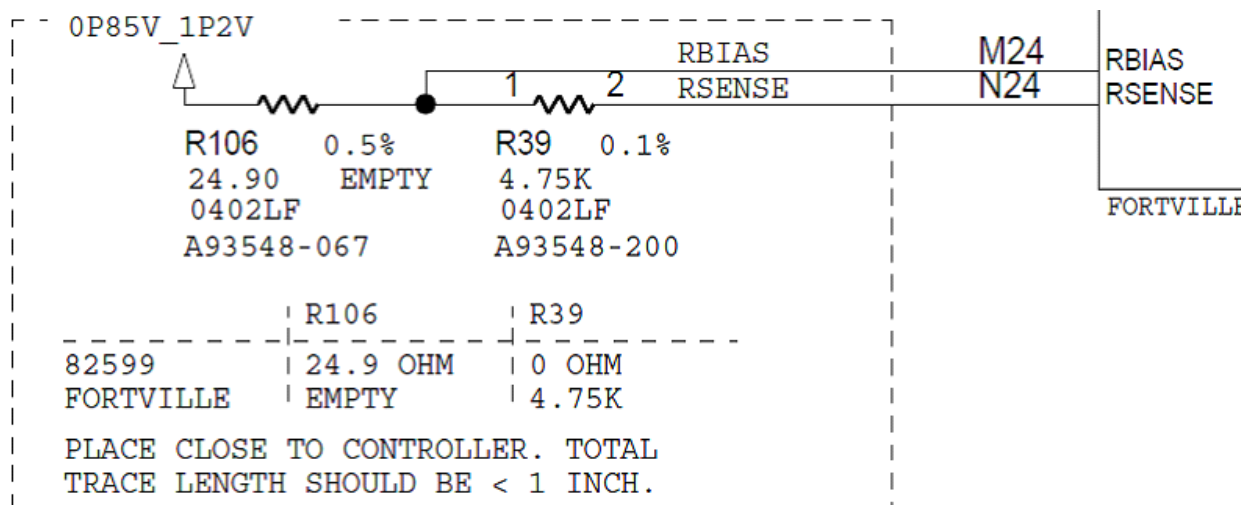 0P85V_1P2V
RBIAS M24 RBIAS
1 2 RSENSE N24 RSENSE
R106 0.5% R39 0.1%
24.90 EMPTY 4.75K
0402LF 0402LF
A93548-067 A93548-200
FORTVILLE
R106 R39
82599 24.9 OHM 0 OHM
FORTVILLE EMPTY 4.75K
PLACE CLOSE TO CONTROLLER. TOTAL
TRACE LENGTH SHOULD BE < 1 INCH.